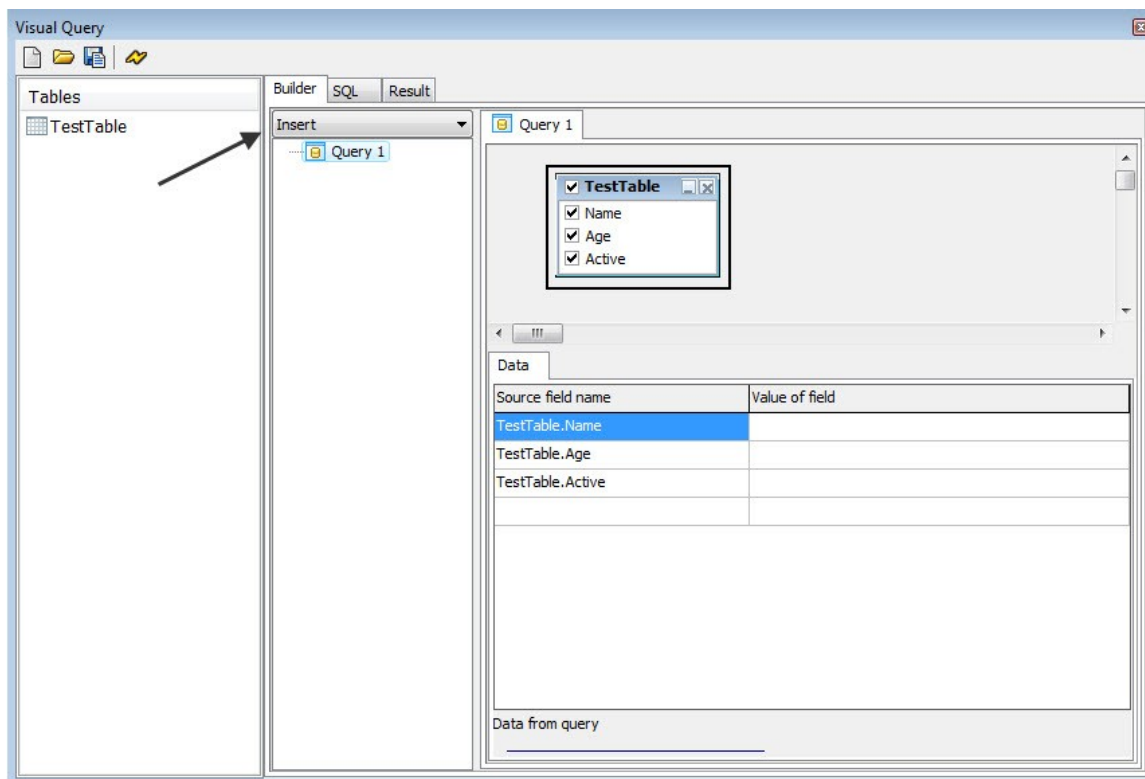 Visual Query
Tables
TestTable
Builder SQL Result
Insert
Query 1
Query 1
TestTable
Name
Age
Active
Data
Source field name Value of field
TestTable.Name
TestTable.Age
TestTable.Active
Data from query